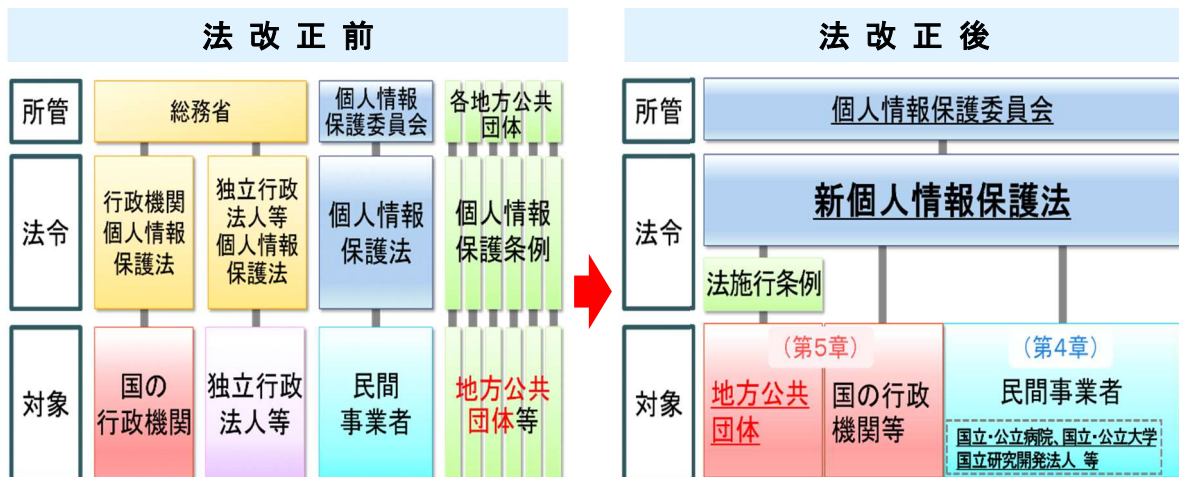 法改正前
所管
総務省
個人情報
保護委員会
各地方公共
団体
法令
行政機関
個人情報
保護法
独立行政
法人等
個人情報
保護法
個人情報
保護法
個人情報
保護条例
対象
国の
行政機関
独立行政
法人等
民間
事業者
地方公共
団体等
法改正後
所管
個人情報保護委員会
法令
新個人情報保護法
法施行条例
対象
(第5章)
地方公共
団体
国の行政
機関等
(第4章)
民間事業者
国立・公立病院、国立・公立大学
国立研究開発法人 等